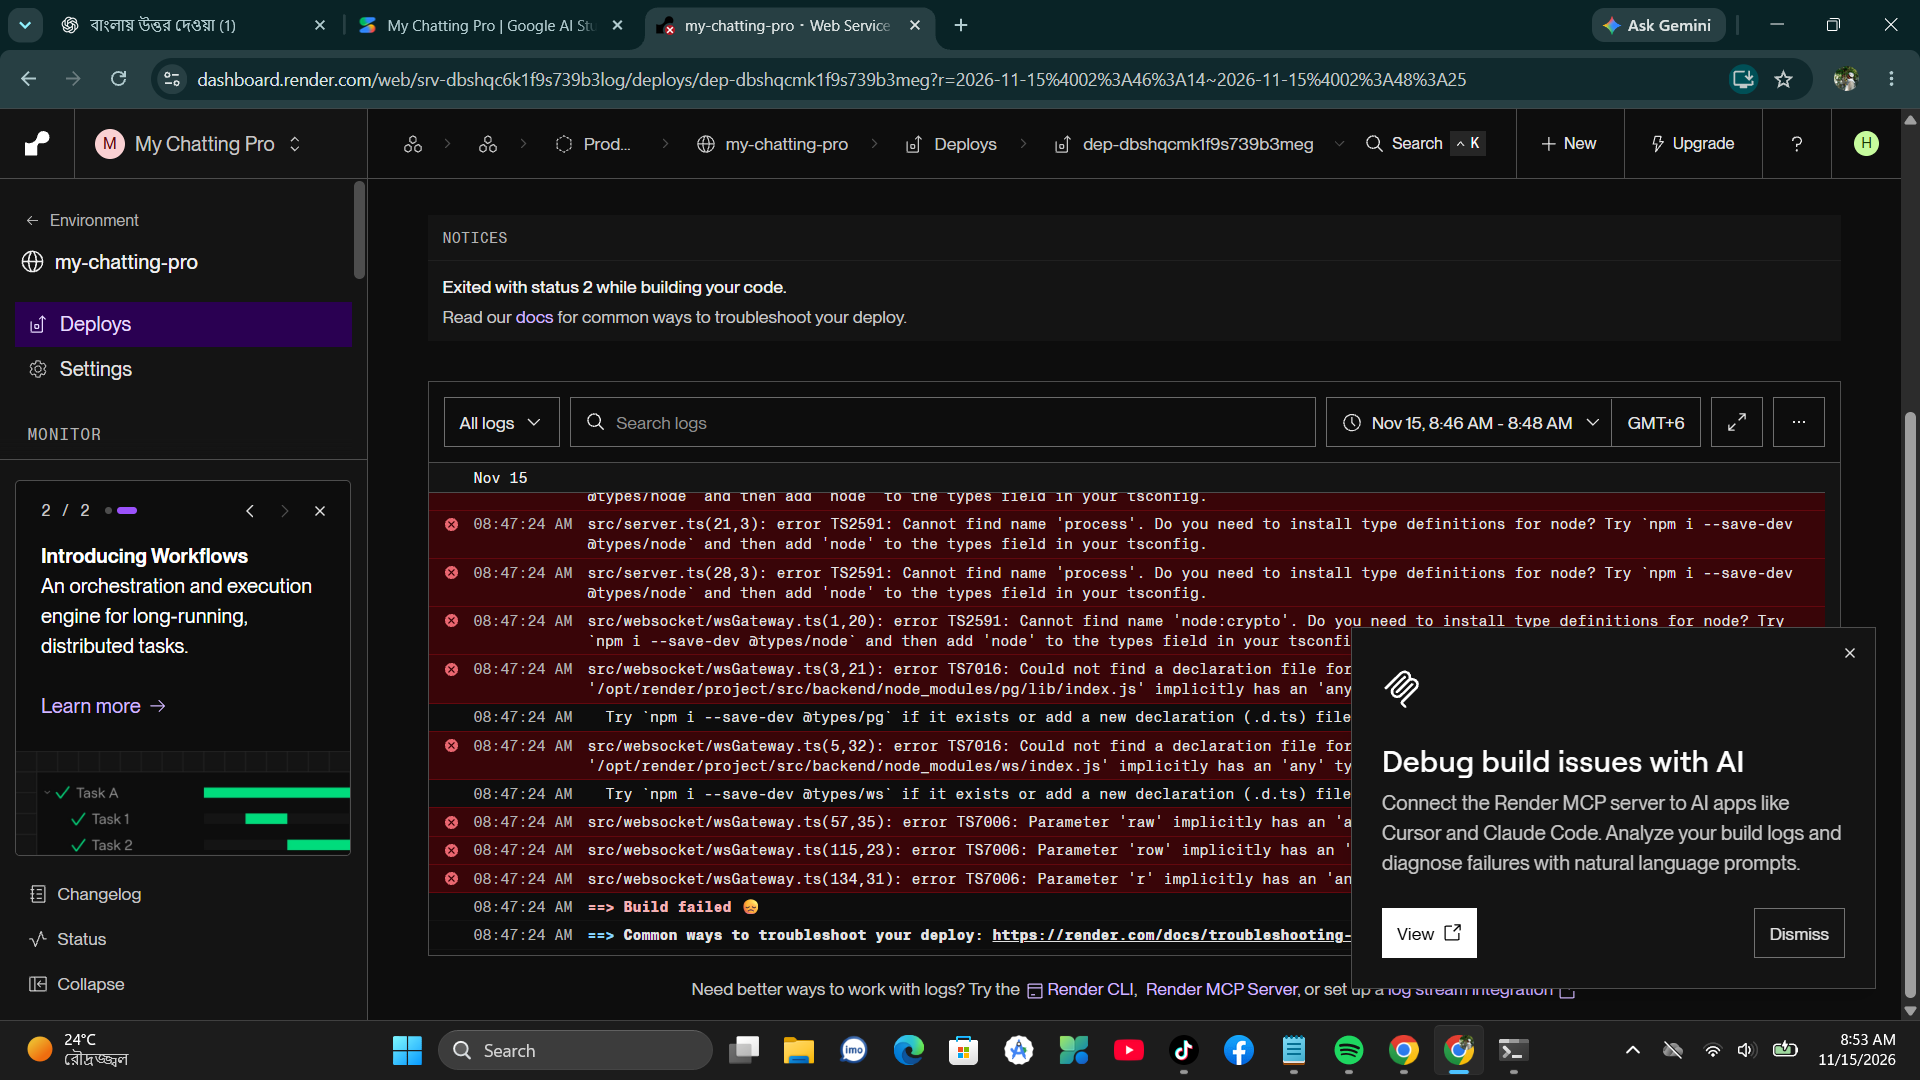 বাংলায় উত্তর দেওয়া (1)
My Chatting Pro | Google AI Stu
my-chatting-pro · Web Service
Ask Gemini
dashboard.render.com/web/srv-dbshqc6k1f9s739b3log/deploys/dep-dbshqcmk1f9s739b3meg?r=2026-11-15%4002%3A46%3A14~2026-11-15%4002%3A48%3A25
M My Chatting Pro
Prod...
my-chatting-pro
Deploys
dep-dbshqcmk1f9s739b3meg
Search ^ K
+ New
Upgrade
?
H
← Environment
my-chatting-pro
Deploys
Settings
MONITOR
2 / 2
Introducing Workflows
An orchestration and execution
engine for long-running,
distributed tasks.
Learn more →
Task A
Task 1
Task 2
Changelog
Status
Collapse
NOTICES
Exited with status 2 while building your code.
Read our docs for common ways to troubleshoot your deploy.
All logs
Search logs
Nov 15, 8:46 AM - 8:48 AM
GMT+6
...
Nov 15
@types/node` and then add 'node' to the types field in your tsconfig.
08:47:24 AM src/server.ts(21,3): error TS2591: Cannot find name 'process'. Do you need to install type definitions for node? Try `npm i --save-dev
@types/node` and then add 'node' to the types field in your tsconfig.
08:47:24 AM src/server.ts(28,3): error TS2591: Cannot find name 'process'. Do you need to install type definitions for node? Try `npm i --save-dev
@types/node` and then add 'node' to the types field in your tsconfig.
08:47:24 AM src/websocket/wsGateway.ts(1,20): error TS2591: Cannot find name 'node:crypto'. Do you need to install type definitions for node? Try
`npm i --save-dev @types/node` and then add 'node' to the types field in your tsconfi
08:47:24 AM src/websocket/wsGateway.ts(3,21): error TS7016: Could not find a declaration file for
'/opt/render/project/src/backend/node_modules/pg/lib/index.js' implicitly has an 'any
08:47:24 AM Try `npm i --save-dev @types/pg` if it exists or add a new declaration (.d.ts) file
08:47:24 AM src/websocket/wsGateway.ts(5,32): error TS7016: Could not find a declaration file for
'/opt/render/project/src/backend/node_modules/ws/index.js' implicitly has an 'any' ty
08:47:24 AM Try `npm i --save-dev @types/ws` if it exists or add a new declaration (.d.ts) file
08:47:24 AM src/websocket/wsGateway.ts(57,35): error TS7006: Parameter 'raw' implicitly has an 'a
08:47:24 AM src/websocket/wsGateway.ts(115,23): error TS7006: Parameter 'row' implicitly has an '
08:47:24 AM src/websocket/wsGateway.ts(134,31): error TS7006: Parameter 'r' implicitly has an 'an
08:47:24 AM ==> Build failed 😞
08:47:24 AM ==> Common ways to troubleshoot your deploy: https://render.com/docs/troubleshooting-
Need better ways to work with logs? Try the Render CLI, Render MCP Server, or set up a log stream integration
Debug build issues with AI
Connect the Render MCP server to AI apps like
Cursor and Claude Code. Analyze your build logs and
diagnose failures with natural language prompts.
View
Dismiss
24°C
রৌদ্রজ্জ্বল
Search
imo
8:53 AM
11/15/2026